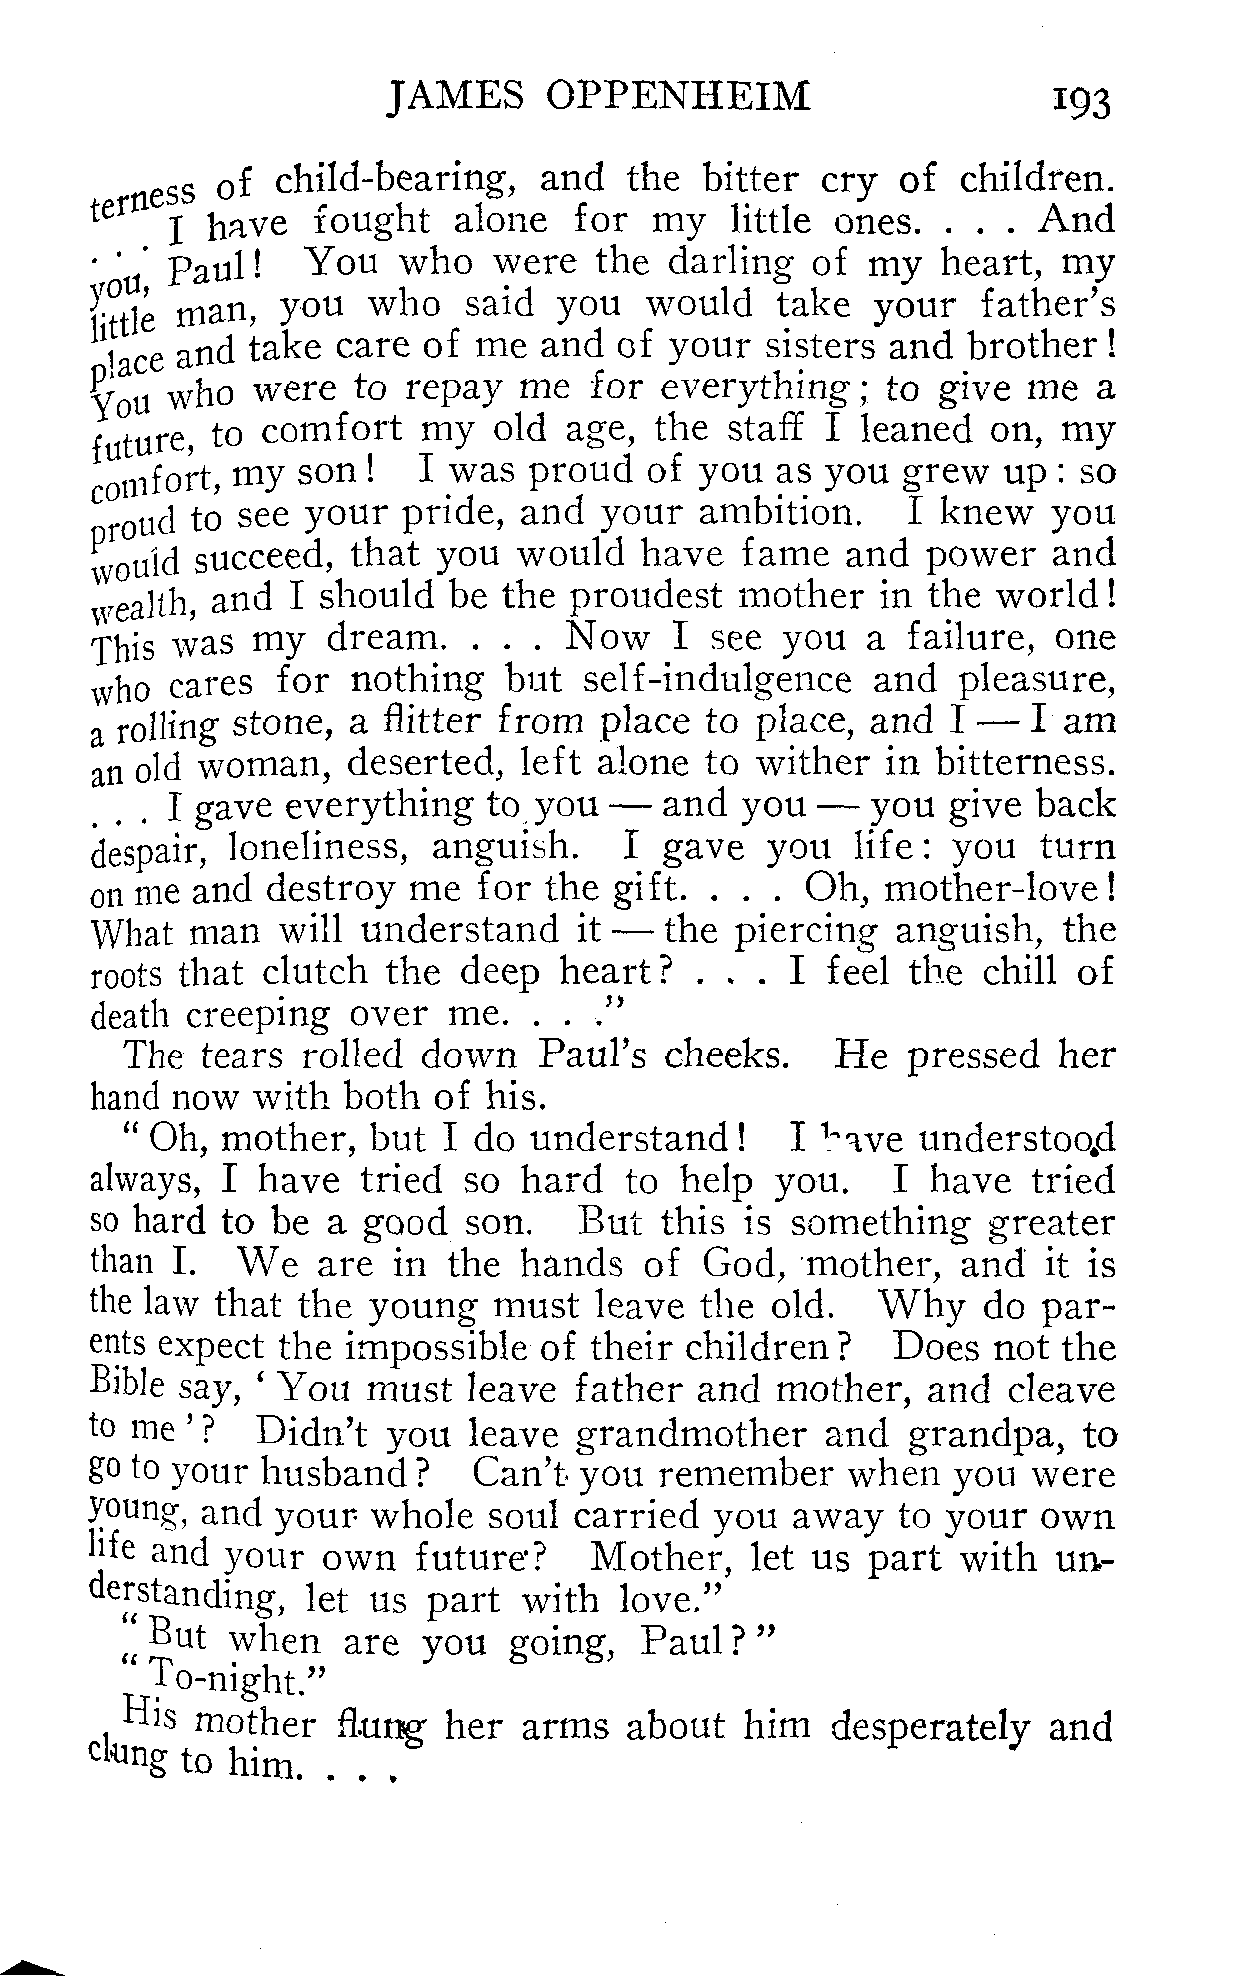 JAMES OPPENHEIM 193
terness of child-bearing, and the bitter cry of children.
. . . I have fought alone for my little ones. . . . And
you, Paul! You who were the darling of my heart, my
little man, you who said you would take your father's
place and take care of me and of your sisters and brother!
You who were to repay me for everything; to give me a
future, to comfort my old age, the staff I leaned on, my
comfort, my son! I was proud of you as you grew up: so
proud to see your pride, and your ambition. I knew you
would succeed, that you would have fame and power and
wealth, and I should be the proudest mother in the world!
This was my dream. . . . Now I see you a failure, one
who cares for nothing but self-indulgence and pleasure,
a rolling stone, a flitter from place to place, and I — I am
an old woman, deserted, left alone to wither in bitterness.
. . . I gave everything to you — and you — you give back
despair, loneliness, anguish. I gave you life: you turn
on me and destroy me for the gift. . . . Oh, mother-love!
What man will understand it — the piercing anguish, the
roots that clutch the deep heart? . . . I feel the chill of
death creeping over me. . . ."
The tears rolled down Paul's cheeks. He pressed her
hand now with both of his.
"Oh, mother, but I do understand! I have understood
always, I have tried so hard to help you. I have tried
so hard to be a good son. But this is something greater
than I. We are in the hands of God, mother, and it is
the law that the young must leave the old. Why do par-
ents expect the impossible of their children? Does not the
Bible say, 'You must leave father and mother, and cleave
to me'? Didn't you leave grandmother and grandpa, to
go to your husband? Can't you remember when you were
young, and your whole soul carried you away to your own
life and your own future? Mother, let us part with un-
derstanding, let us part with love."
"But when are you going, Paul?"
"To-night."
His mother flung her arms about him desperately and
clung to him. . . .